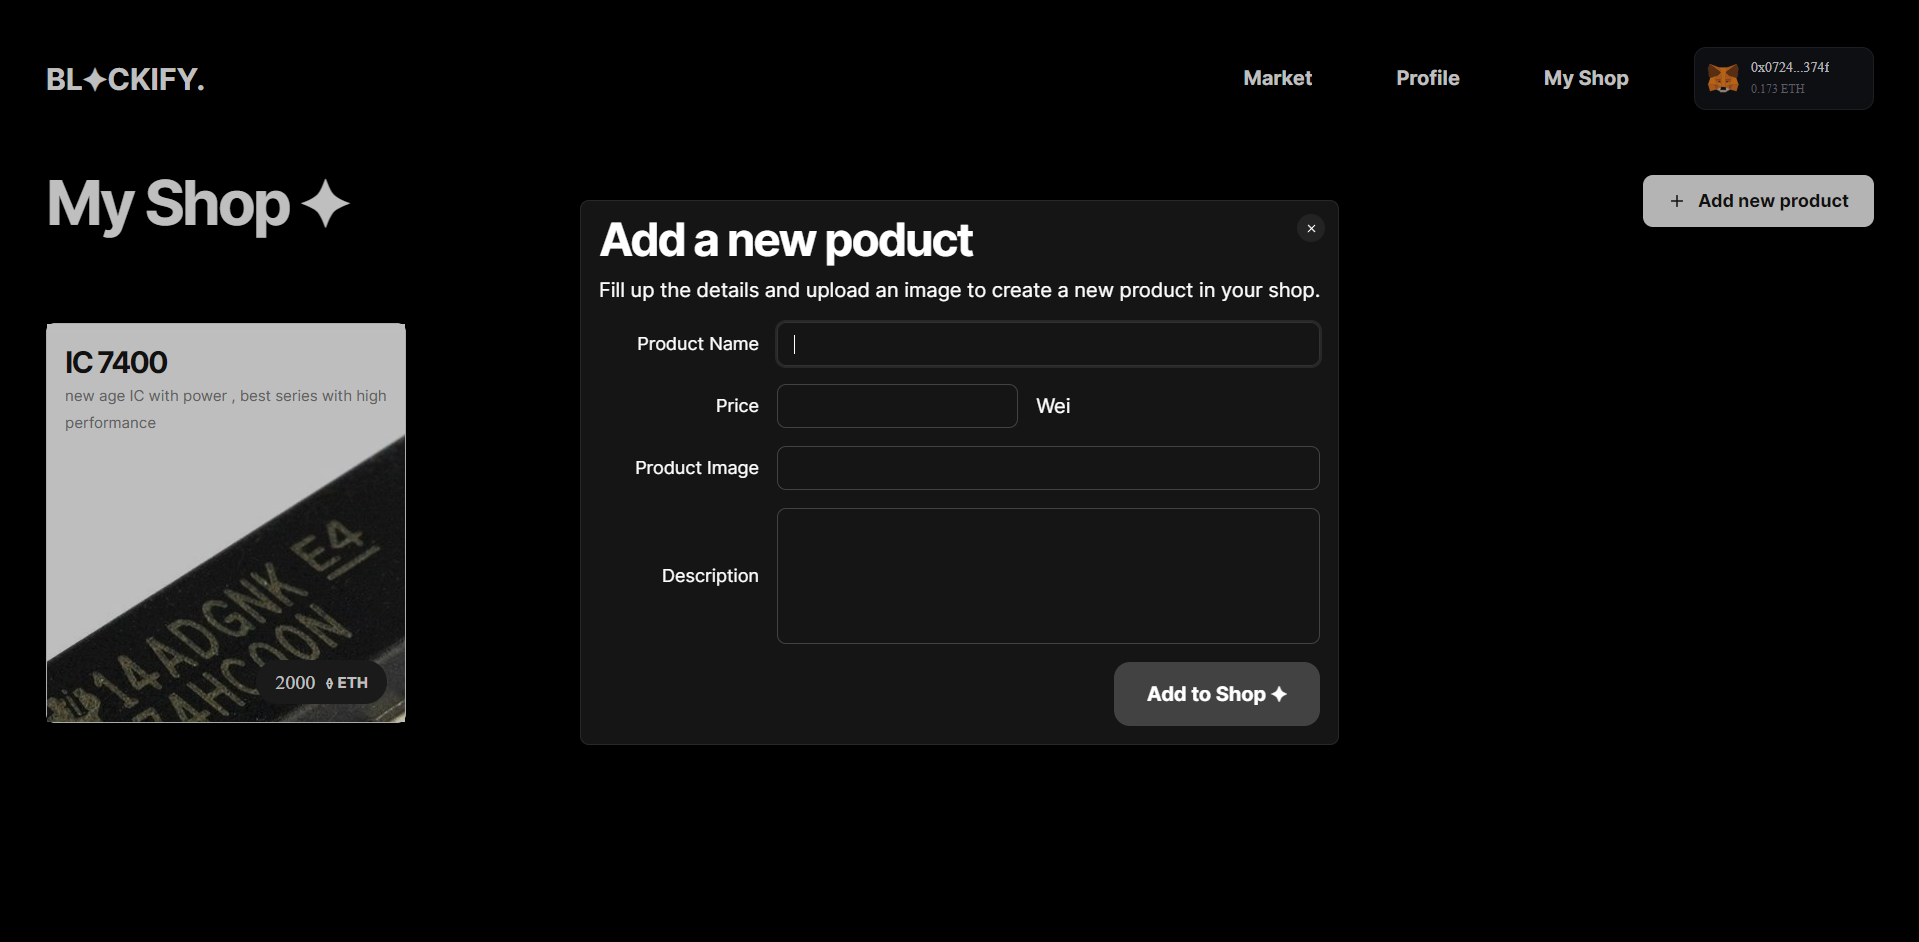 BL✦CKIFY.
Market
Profile
My Shop
0x0724...374f
0.173 ETH
My Shop ✦
+ Add new product
IC 7400
new age IC with power , best series with high
performance
14ADGNK E4
74HC00N
2000 ETH
Add a new poduct
×
Fill up the details and upload an image to create a new product in your shop.
Product Name
Price
Wei
Product Image
Description
Add to Shop ✦